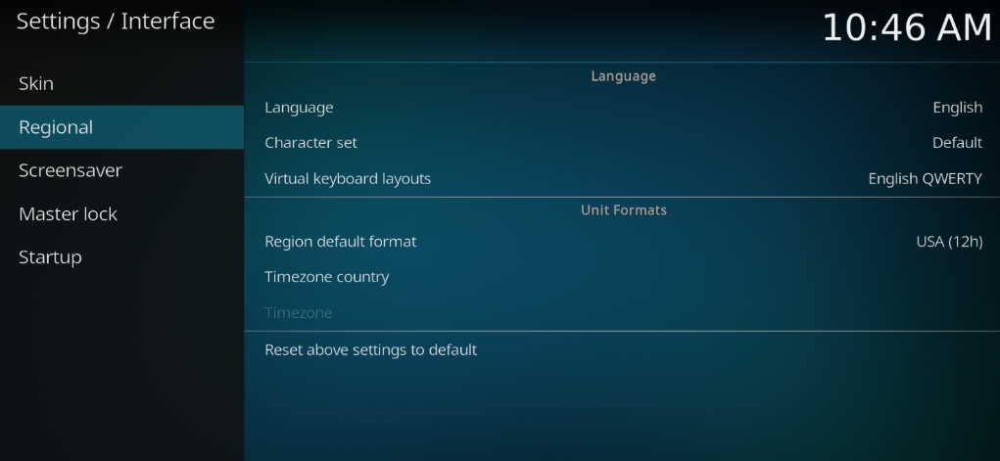 Settings / Interface
10:46 AM
Skin
Regional
Screensaver
Master lock
Startup
Language
Language English
Character set Default
Virtual keyboard layouts English QWERTY
Unit Formats
Region default format USA (12h)
Timezone country
Timezone
Reset above settings to default